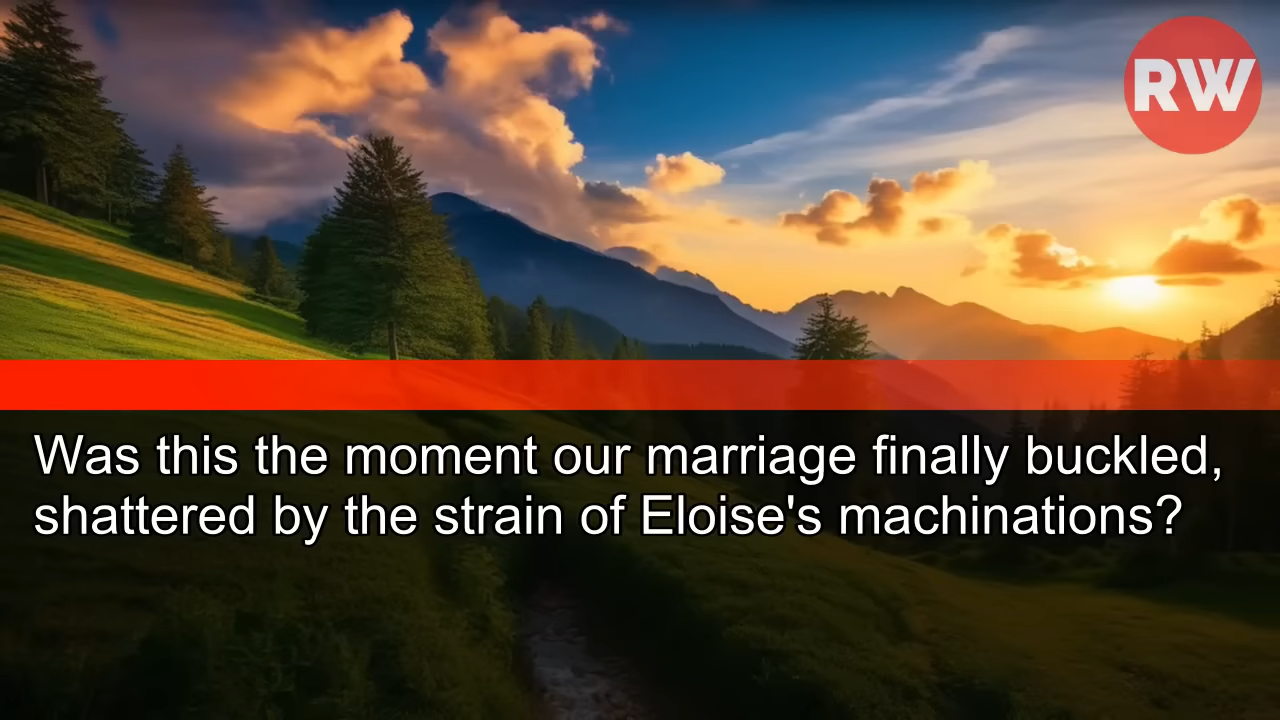 RW
Was this the moment our marriage finally buckled,
shattered by the strain of Eloise's machinations?